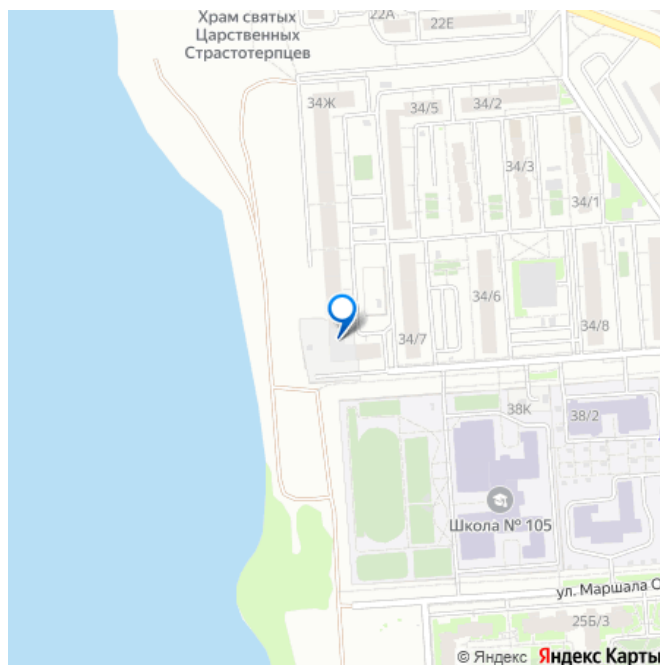 Храм святых
Царственных
Страстотерпцев
22А
22Е
34Ж
34/5
34/2
34/3
34/1
34/6
34/7
34/8
38К
38/2
Школа № 105
ул. Маршала О
25Б/3
© Яндекс Яндекс Карты